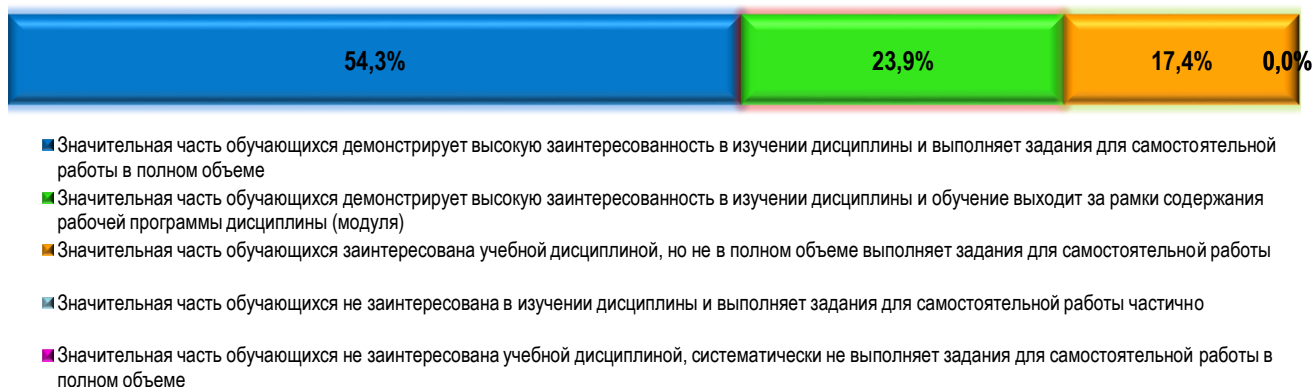 54,3% 23,9% 17,4% 0,0%
Значительная часть обучающихся демонстрирует высокую заинтересованность в изучении дисциплины и выполняет задания для самостоятельной
работы в полном объеме
Значительная часть обучающихся демонстрирует высокую заинтересованность в изучении дисциплины и обучение выходит за рамки содержания
рабочей программы дисциплины (модуля)
Значительная часть обучающихся заинтересована учебной дисциплиной, но не в полном объеме выполняет задания для самостоятельной работы
Значительная часть обучающихся не заинтересована в изучении дисциплины и выполняет задания для самостоятельной работы частично
Значительная часть обучающихся не заинтересована учебной дисциплиной, систематически не выполняет задания для самостоятельной работы в
полном объеме